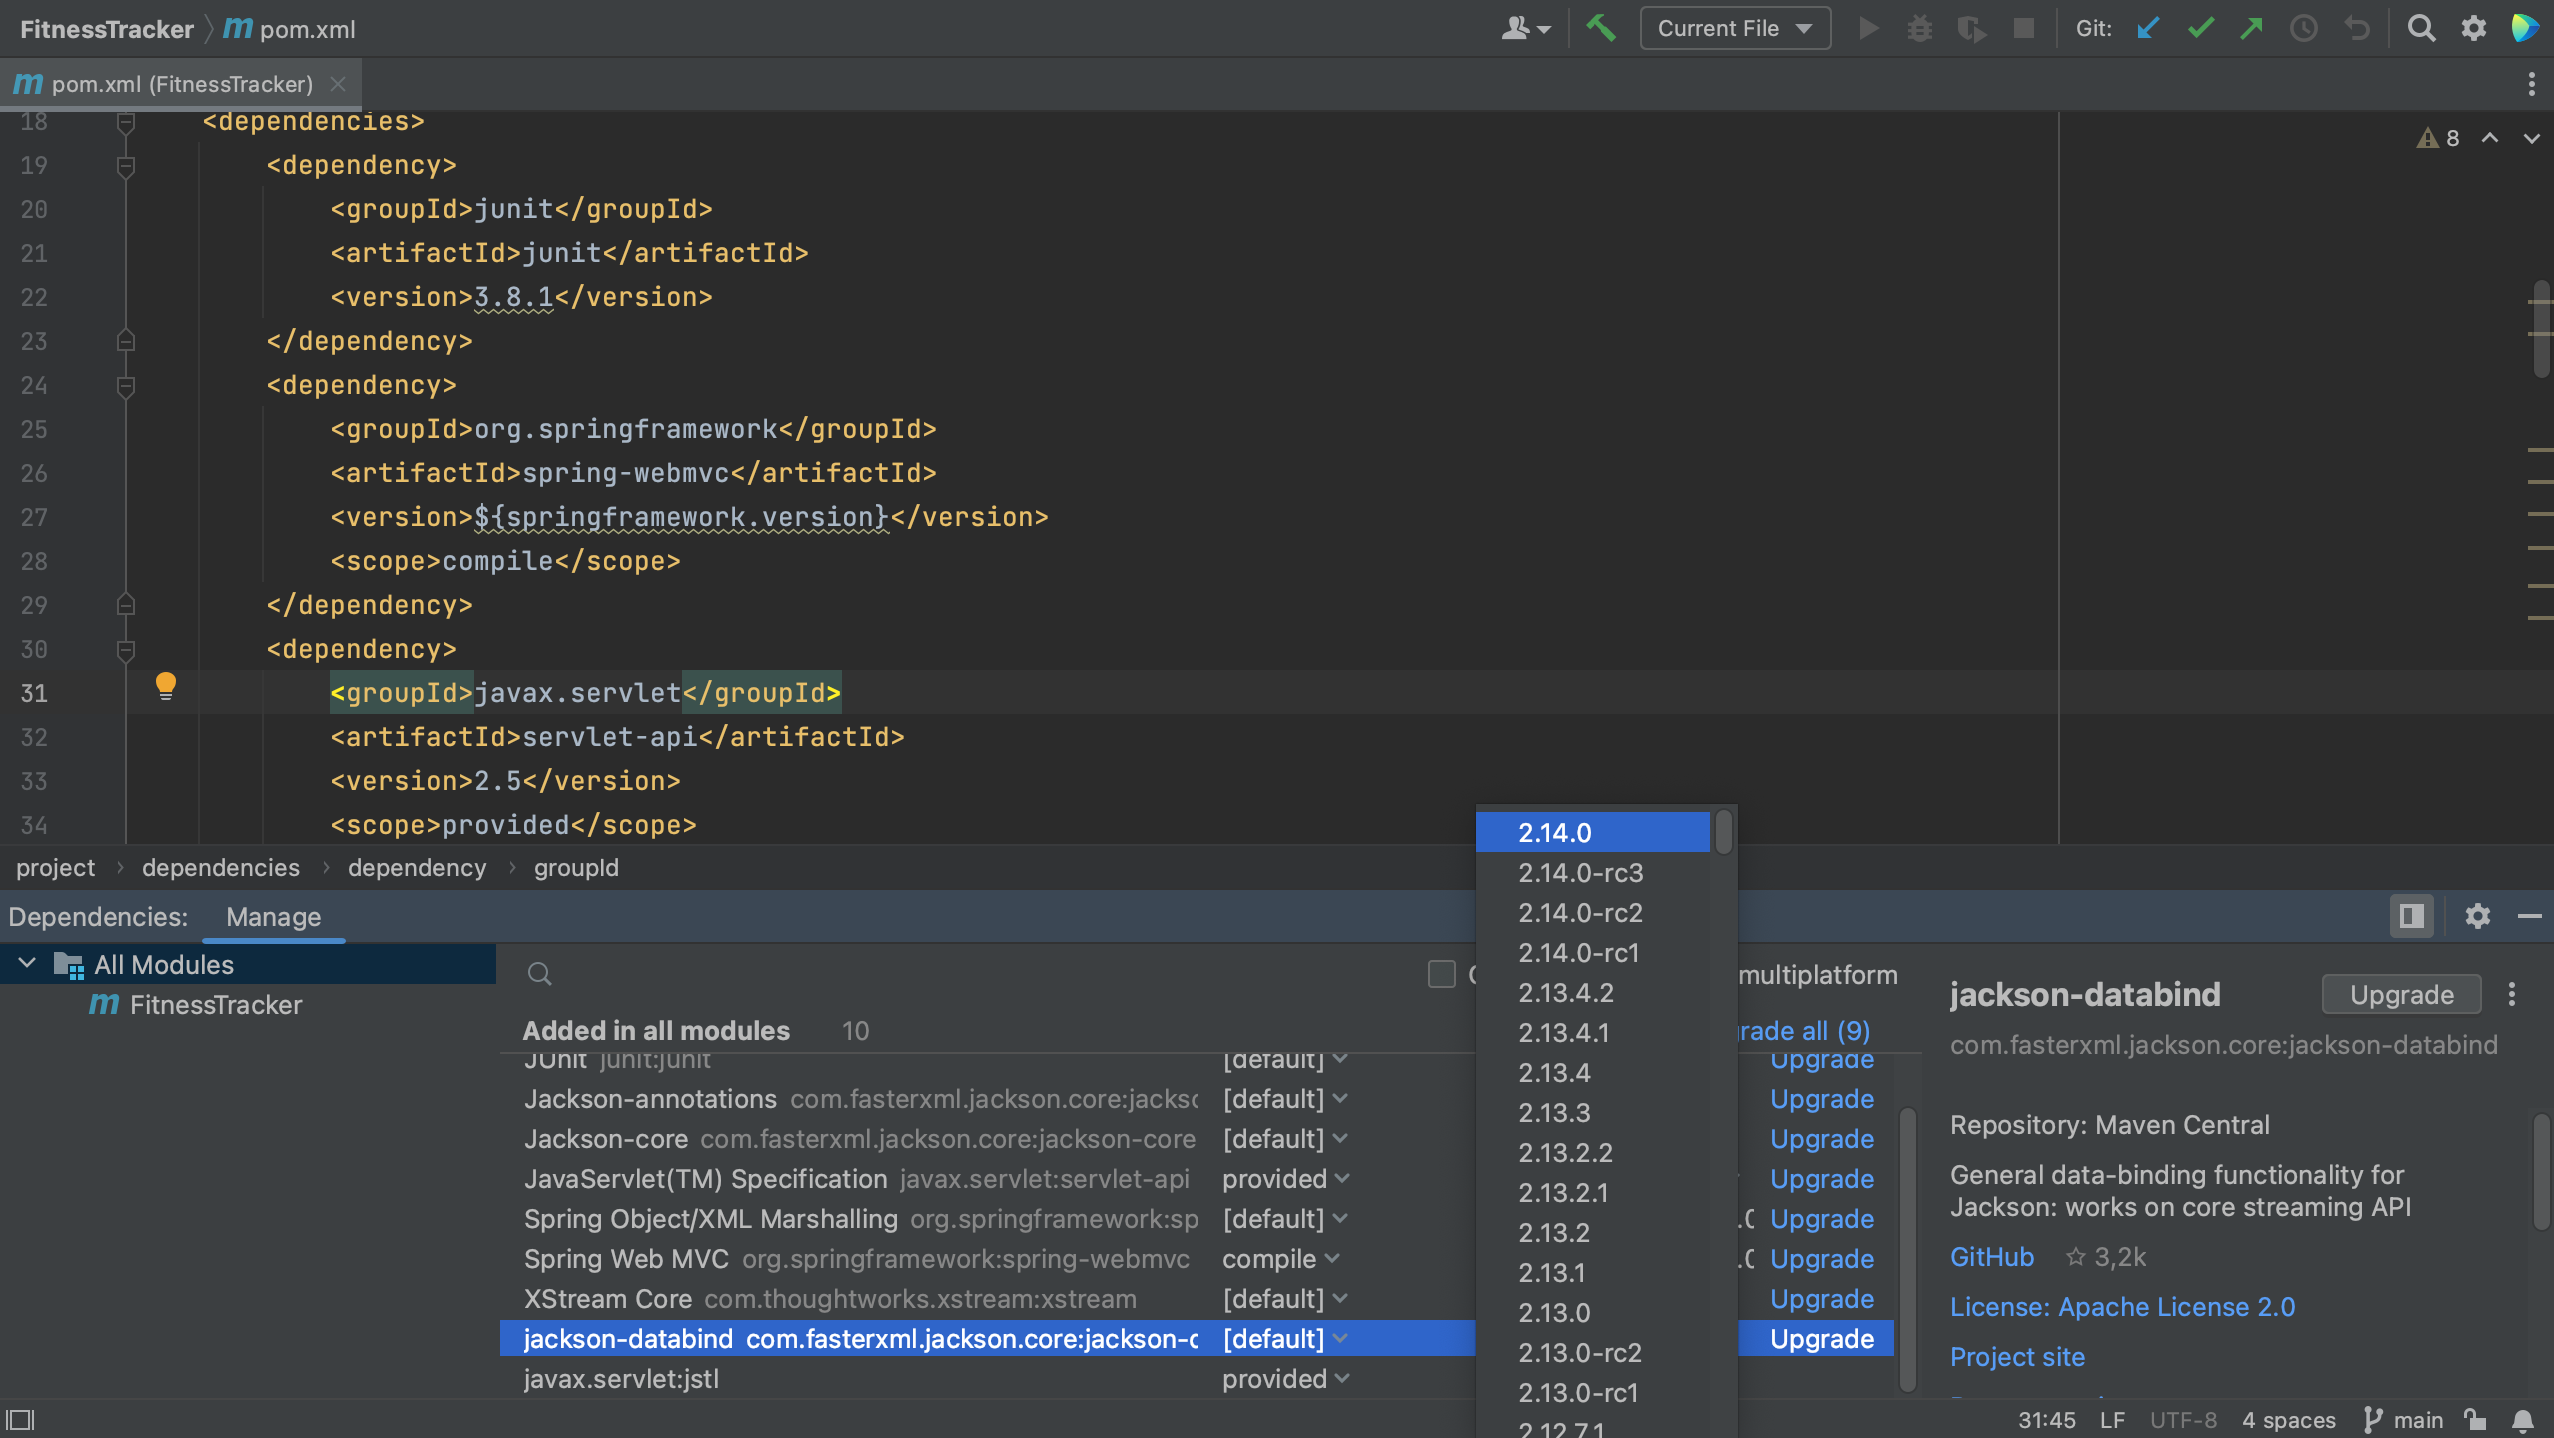 FitnessTracker
m pom.xml
Current File
Git:
m pom.xml (FitnessTracker)
8
18 <dependencies>
19 <dependency>
20 <groupId>junit</groupId>
21 <artifactId>junit</artifactId>
22 <version>3.8.1</version>
23 </dependency>
24 <dependency>
25 <groupId>org.springframework</groupId>
26 <artifactId>spring-webmvc</artifactId>
27 <version>${springframework.version}</version>
28 <scope>compile</scope>
29 </dependency>
30 <dependency>
31 <groupId>javax.servlet</groupId>
32 <artifactId>servlet-api</artifactId>
33 <version>2.5</version>
34 <scope>provided</scope>
project › dependencies › dependency › groupId
Dependencies: Manage
All Modules
m FitnessTracker
multiplatform
Added in all modules 10
grade all (9)
JUnit junit:junit [default] Upgrade
Jackson-annotations com.fasterxml.jackson.core:jacksc [default] Upgrade
Jackson-core com.fasterxml.jackson.core:jackson-core [default] Upgrade
JavaServlet(TM) Specification javax.servlet:servlet-api provided Upgrade
Spring Object/XML Marshalling org.springframework:sp [default] Upgrade
Spring Web MVC org.springframework:spring-webmvc compile Upgrade
XStream Core com.thoughtworks.xstream:xstream [default] Upgrade
jackson-databind com.fasterxml.jackson.core:jackson-c [default] Upgrade
javax.servlet:jstl provided
2.14.0
2.14.0-rc3
2.14.0-rc2
2.14.0-rc1
2.13.4.2
2.13.4.1
2.13.4
2.13.3
2.13.2.2
2.13.2.1
2.13.2
2.13.1
2.13.0
2.13.0-rc2
2.13.0-rc1
2.12.7.1
jackson-databind
Upgrade
com.fasterxml.jackson.core:jackson-databind
Repository: Maven Central
General data-binding functionality for
Jackson: works on core streaming API
GitHub 3,2k
License: Apache License 2.0
Project site
31:45 LF UTF-8 4 spaces main